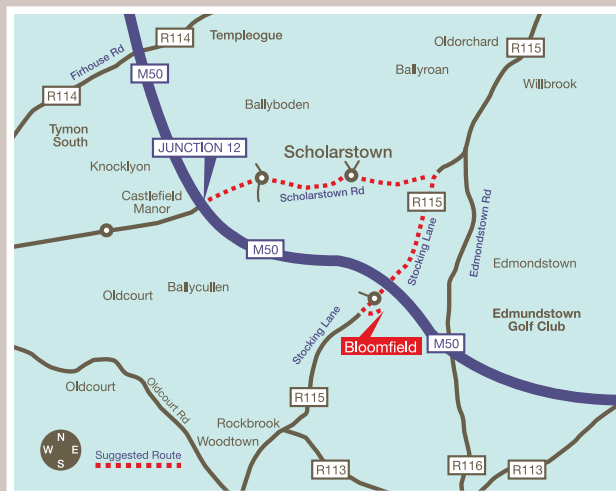 R114
Templeogue
Oldorchard
R115
Firhouse Rd
M50
Ballyroan
Willbrook
R114
Ballyboden
Tymon
South
JUNCTION 12
Scholarstown
Knocklyon
Castlefield
Manor
Scholarstown Rd
R115
Stocking Lane
Edmondstown Rd
M50
Edmondstown
Oldcourt
Ballycullen
Stocking Lane
Edmundstown
Golf Club
Bloomfield
M50
Oldcourt
Oldcourt Rd
R115
Rockbrook
Woodtown
N
W E
S
Suggested Route
R113
R116
R113